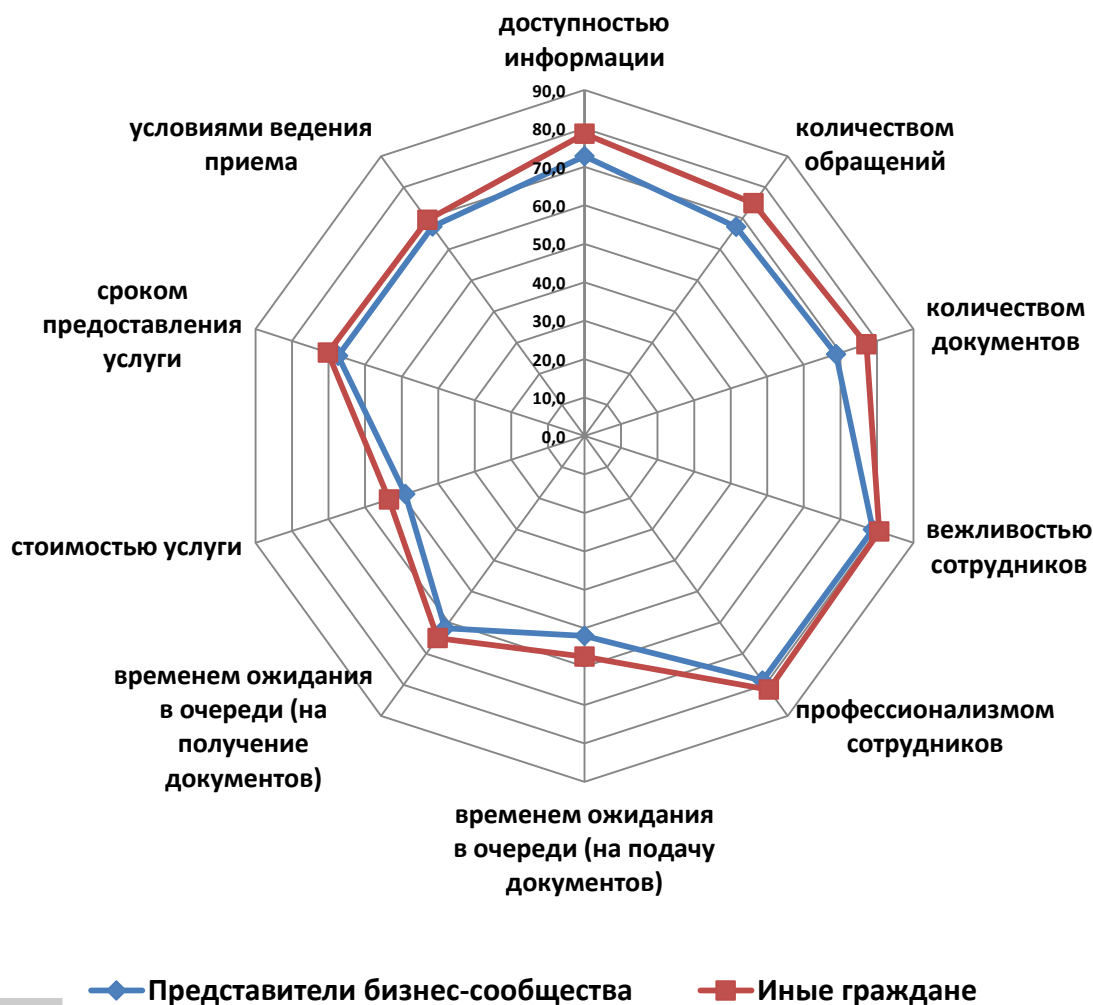 доступностью
информации
90,0
80,0
70,0
60,0
50,0
40,0
30,0
20,0
10,0
0,0
количеством
обращений
количеством
документов
вежливостью
сотрудников
профессионализмом
сотрудников
временем ожидания
в очереди (на подачу
документов)
временем ожидания
в очереди (на
получение
документов)
стоимостью услуги
сроком
предоставления
услуги
условиями ведения
приема
Представители бизнес-сообщества
Иные граждане